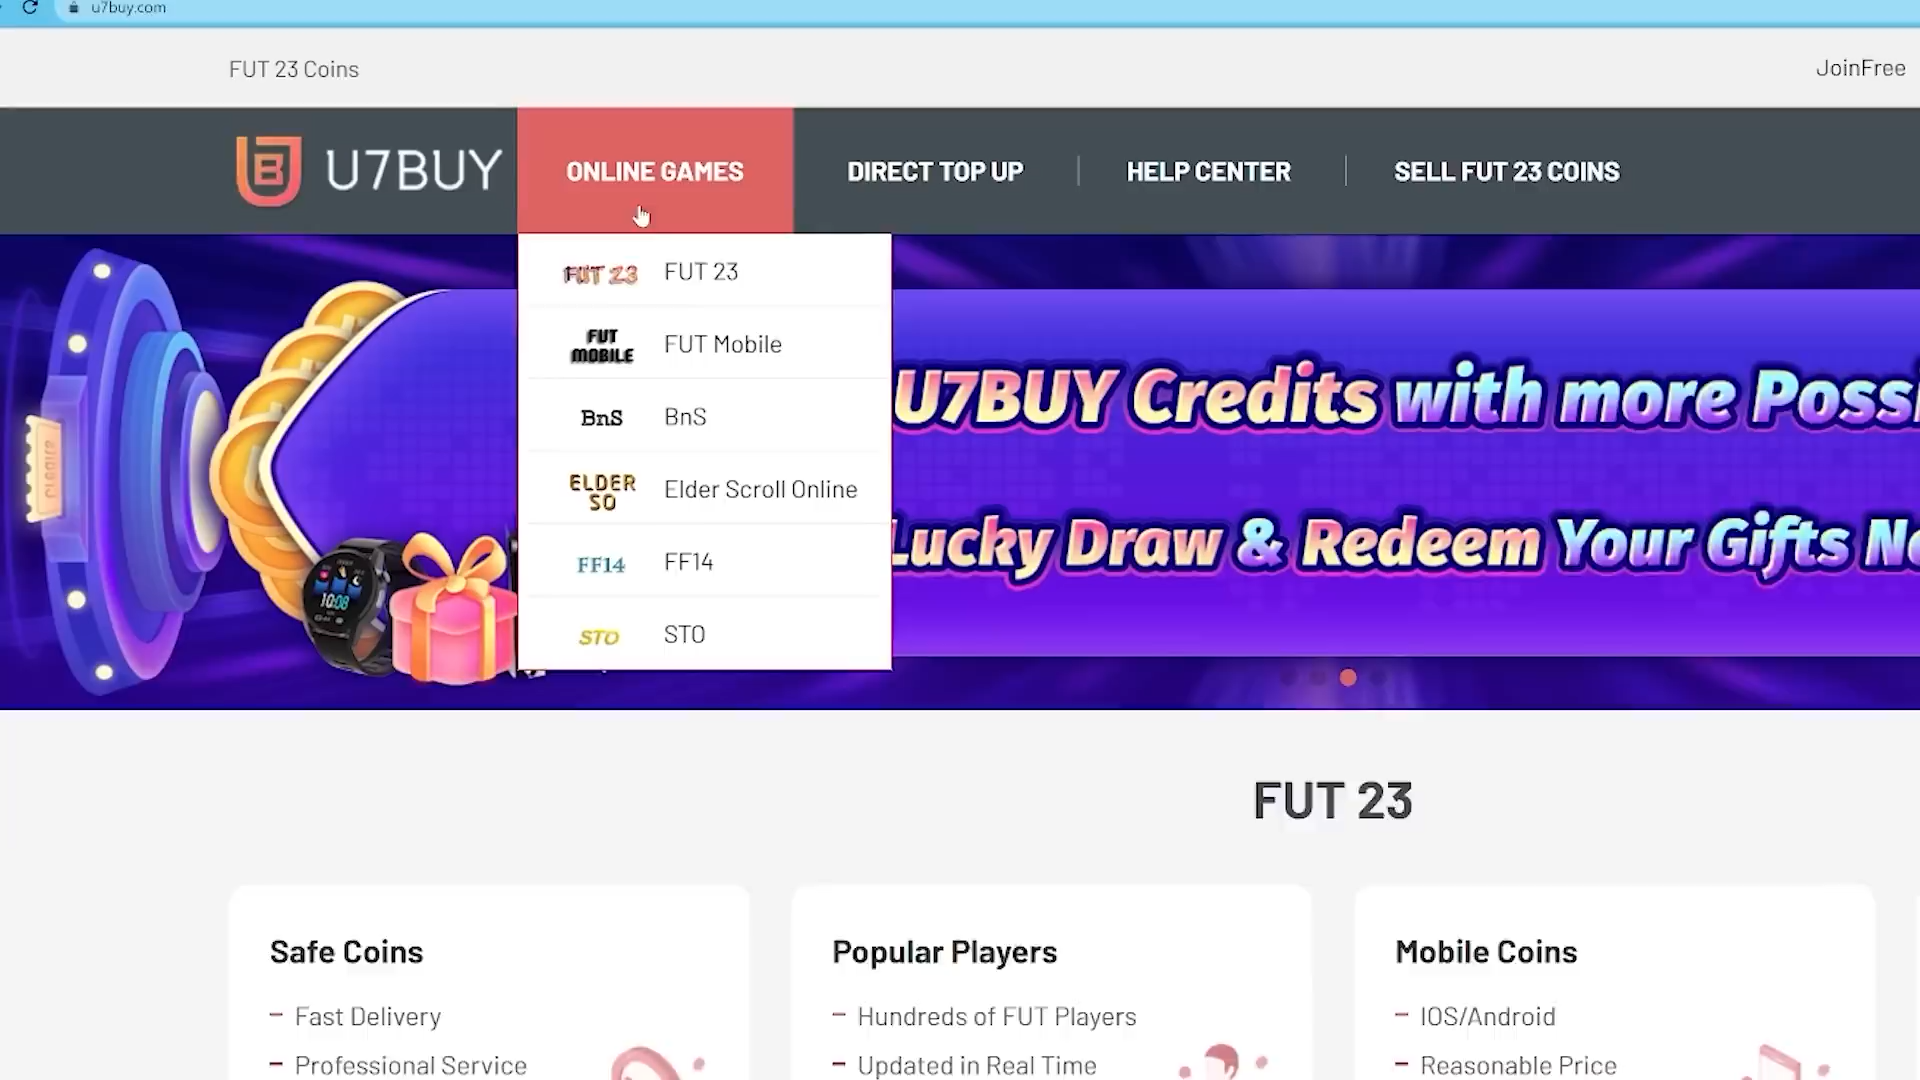 u7buy.com
FUT 23 Coins
JoinFree
U7BUY
ONLINE GAMES
DIRECT TOP UP
HELP CENTER
SELL FUT 23 COINS
FUT 23 FUT 23
FUT MOBILE FUT Mobile
BnS BnS
ELDER SO Elder Scroll Online
FF14 FF14
STO STO
U7BUY Credits with more
Lucky Draw & Redeem Your Gifts
10:08
FUT 23
Safe Coins
Fast Delivery
Professional Service
Popular Players
Hundreds of FUT Players
Updated in Real Time
Mobile Coins
IOS/Android
Reasonable Price